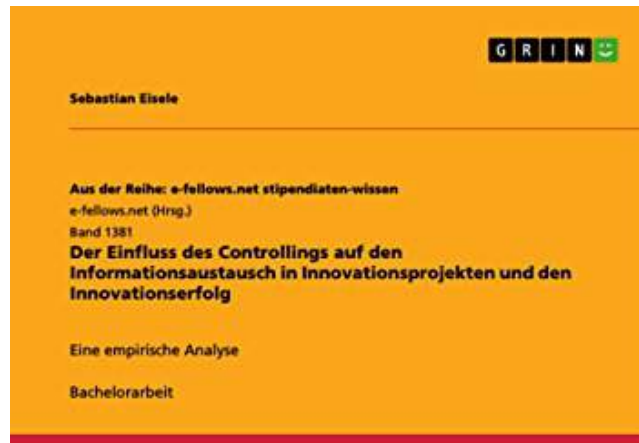 GRIN
Sebastian Eisele
Aus der Reihe: e-fellows.net stipendiaten-wissen
e-fellows.net (Hrsg.)
Band 1381
Der Einfluss des Controllings auf den
Informationsaustausch in Innovationsprojekten und den
Innovationserfolg
Eine empirische Analyse
Bachelorarbeit